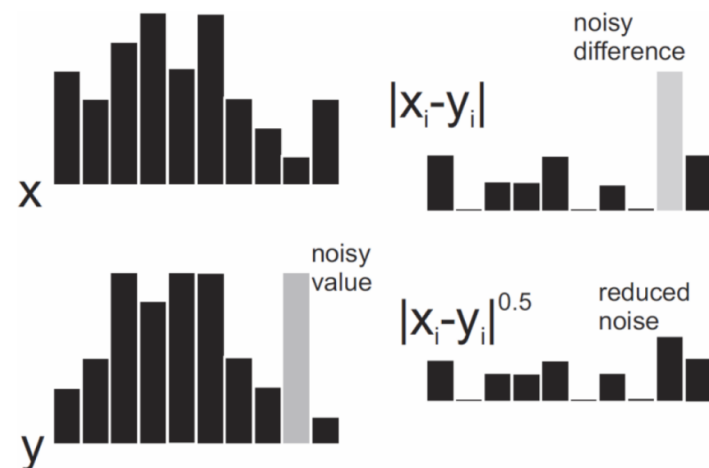 x
noisy
difference
|xᵢ-yᵢ|
y
noisy
value
|xᵢ-yᵢ|^0.5
reduced
noise